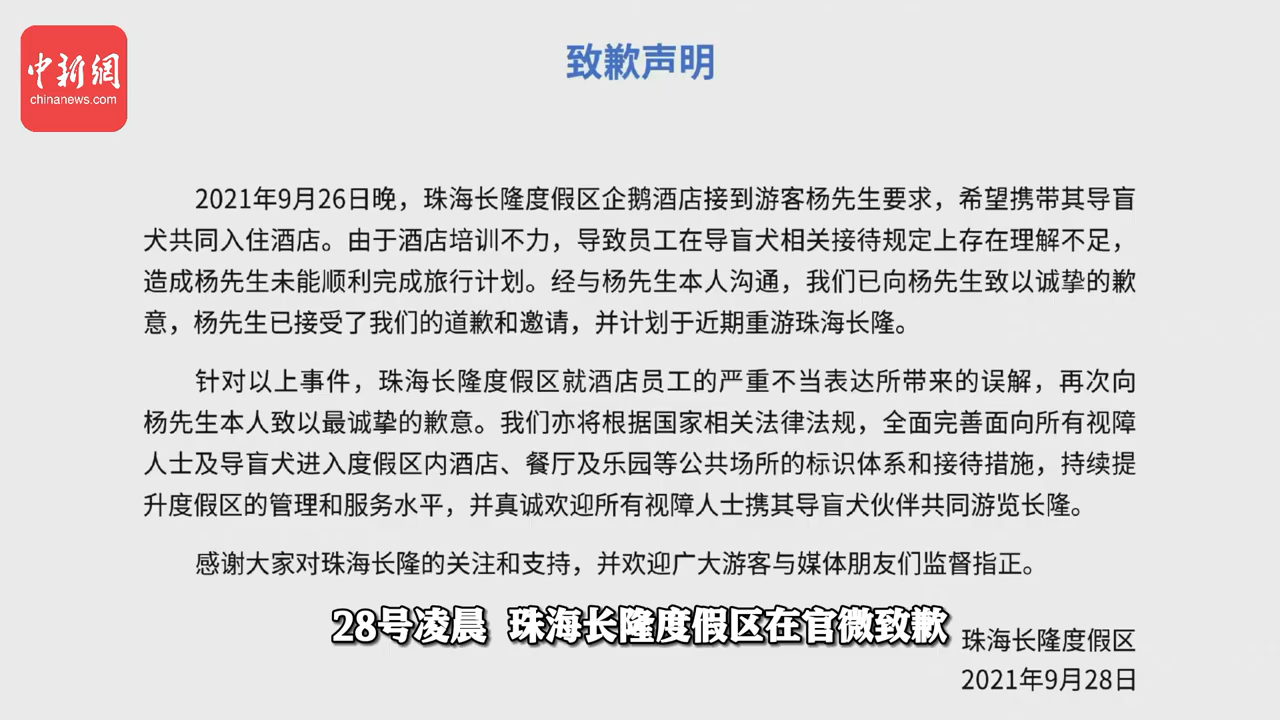 中新網
chinanews.com
致歉声明
2021年9月26日晚，珠海长隆度假区企鹅酒店接到游客杨先生要求，希望携带其导盲
犬共同入住酒店。由于酒店培训不力，导致员工在导盲犬相关接待规定上存在理解不足，
造成杨先生未能顺利完成旅行计划。经与杨先生本人沟通，我们已向杨先生致以诚挚的歉
意，杨先生已接受了我们的道歉和邀请，并计划于近期重游珠海长隆。
针对以上事件，珠海长隆度假区就酒店员工的严重不当表达所带来的误解，再次向
杨先生本人致以最诚挚的歉意。我们亦将根据国家相关法律法规，全面完善面向所有视障
人士及导盲犬进入度假区内酒店、餐厅及乐园等公共场所的标识体系和接待措施，持续提
升度假区的管理和服务水平，并真诚欢迎所有视障人士携其导盲犬伙伴共同游览长隆。
感谢大家对珠海长隆的关注和支持，并欢迎广大游客与媒体朋友们监督指正。
28号凌晨 珠海长隆度假区在官微致歉
珠海长隆度假区
2021年9月28日